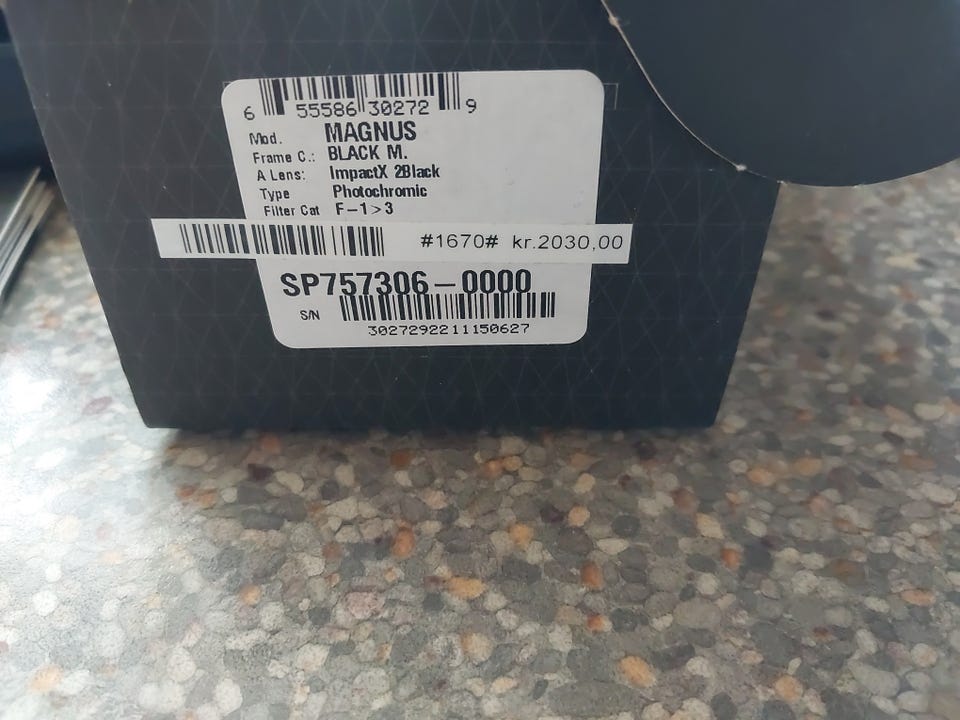 6 55586 30272 9
Mod. MAGNUS
Frame C.: BLACK M.
A Lens: ImpactX 2Black
Type Photochromic
Filter Cat F-1>3
#1670# kr.2030,00
SP757306-0000
S/N
3027292211150627